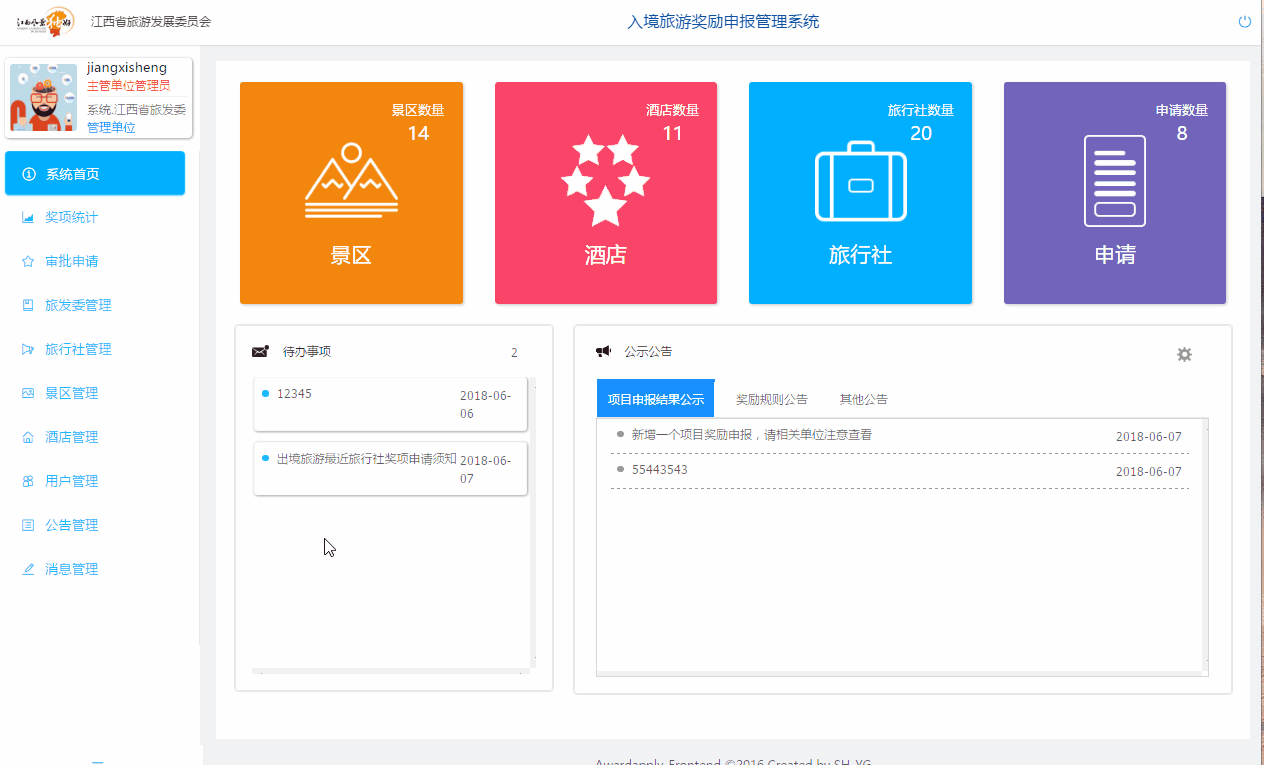 江西省旅游发展委员会
入境旅游奖励申报管理系统
jiangxisheng
主管单位管理员
系统.江西省旅发委
管理单位
系统首页
奖项统计
审批申请
旅发委管理
旅行社管理
景区管理
酒店管理
用户管理
公告管理
消息管理
景区数量
14
景区
酒店数量
11
酒店
旅行社数量
20
旅行社
申请数量
8
申请
待办事项 2
12345 2018-06-
06
出境旅游最近旅行社奖项申请须知 2018-06-
07
公示公告
项目申报结果公示 奖励规则公告 其他公告
新增一个项目奖励申报，请相关单位注意查看 2018-06-07
55443543 2018-06-07
Awardapply-Frontend ©2016 Created by SH-YG